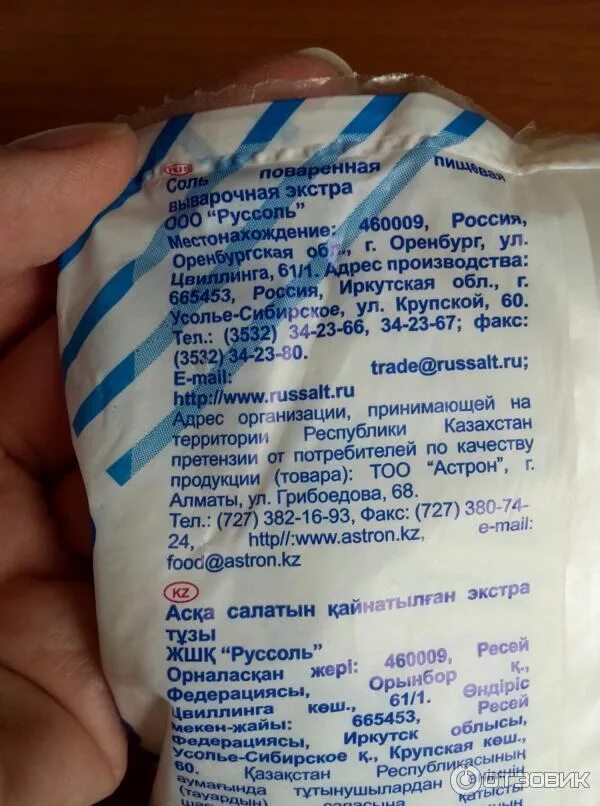 RUS
Соль поваренная пищевая
выварочная экстра
ООО "Руссоль"
Местонахождение: 460009, Россия,
Оренбургская обл., г. Оренбург, ул.
Цвиллинга, 61/1. Адрес производства:
665453, Россия, Иркутская обл., г.
Усолье-Сибирское, ул. Крупской, 60.
Тел.: (3532) 34-23-66, 34-23-67; факс:
(3532) 34-23-80.
E-mail: trade@russalt.ru;
http://www.russalt.ru
Адрес организации, принимающей на
территории Республики Казахстан
претензии от потребителей по качеству
продукции (товара): ТОО "Астрон", г.
Алматы, ул. Грибоедова, 68.
Тел.: (727) 382-16-93, Факс: (727) 380-74-
24, http//:www.astron.kz, e-mail:
food@astron.kz
KZ
Асқа салатын қайнатылған экстра
тұзы
ЖШҚ "Руссоль"
Орналасқан жері: 460009, Ресей
Федерациясы, Орынбор қ.,
Цвиллинга көш., 61/1. Өндіріс
мекен-жайы: 665453, Ресей
Федерациясы, Иркутск облысы,
Усолье-Сибирское қ., Крупская көш.,
60. Қазақстан Республикасының
аумағында тұтынушылардан
(тауардың) сапасына қатысты
ОТЗОВИК